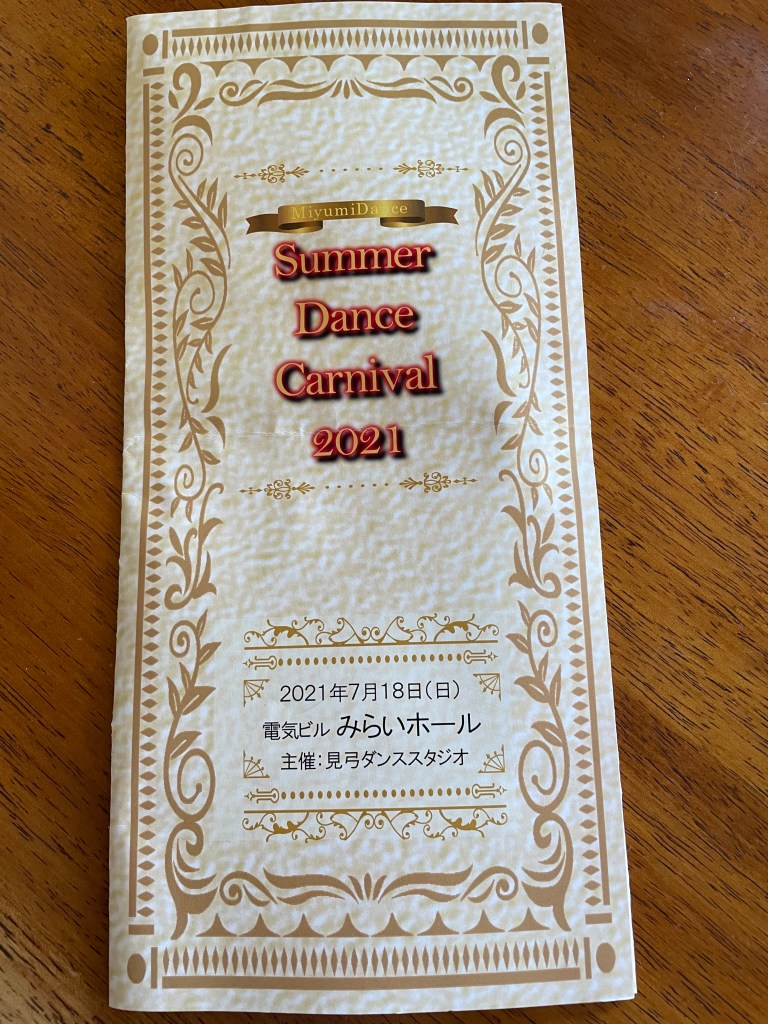 MiyumiDance
Summer
Dance
Carnival
2021
2021年7月18日(日)
電気ビル みらいホール
主催:見弓ダンススタジオ